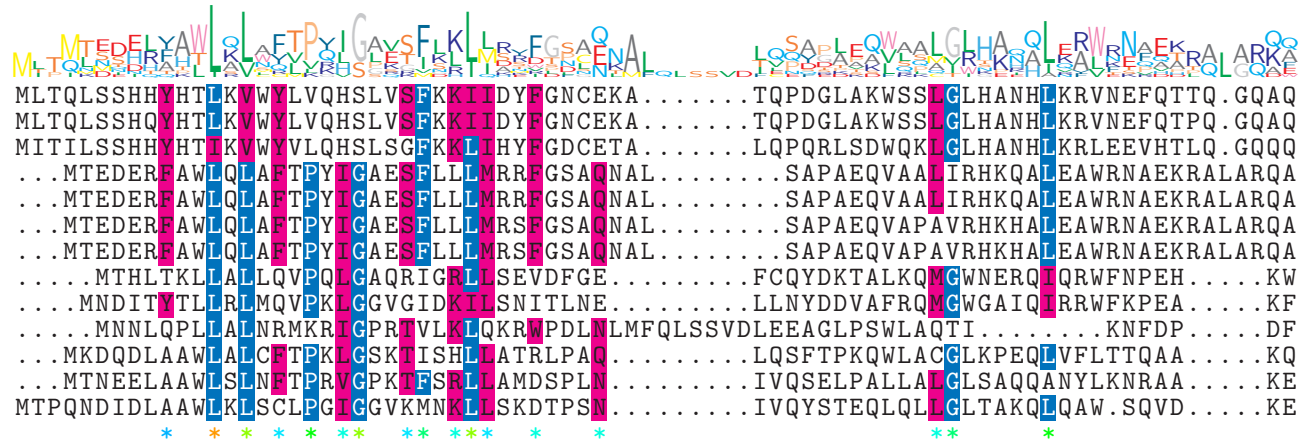 MLTQLSSHHYHTLKVWYLVQHSLVSFKKIIDYFGNCEKA........TQPDGLAKWSSLGLHANHLKRVNEFQTTQ.GQAQ
MLTQLSSHQYHTLKVWYLVQHSLVSFKKIIDYFGNCEKA........TQPDGLAKWSSLGLHANHLKRVNEFQTPQ.GQAQ
MITILSSHHYHTIKVWYVLQHSLSGFKKLIHYFGDCETA........LQPQRLSDWQKLGLHANHLKRLEEVHTLQ.GQQQ
...MTEDERFAWLQLAFTPYIGAESFLLLMRRFGSAQNAL.........SAPAEQVAALIRHKQALEAWRNAEKRALARQA
...MTEDERFAWLQLAFTPYIGAESFLLLMRRFGSAQNAL.........SAPAEQVAALIRHKQALEAWRNAEKRALARQA
...MTEDERFAWLQLAFTPYIGAESFLLLMRSFGSAQNAL.........SAPAEQVAPAVRHKHALEAWRNAEKRALARQA
...MTEDERFAWLQLAFTPYIGAESFLLLMRSFGSAQNAL.........SAPAEQVAPAVRHKHALEAWRNAEKRALARQA
.....MTHLTKLLALLQVPQLGAQRIGRLLSEVDFGE..........FCQYDKTALKQMGWNERQIQRWFNPEH.....KW
....MNDITYTLLRLMQVPKLGGVGIDKILSNITLNE..........LLNYDDVAFRQMGWGAIQIRRWFKPEA.....KF
.....MNNLQPLLALNRMKRIGPRTVLKLQKRWPDLNLMFQLSSVDLEEAGLPSWLAQTI........KNFDP......DF
...MKDQDLAAWLALCFTPKLGSKTISHLLATRLPAQ..........LQSFTPKQWLACGLKPEQLVFLTTQAA.....KQ
...MTNEELAAWLSLNFTPRVGPKTFSRLLAMDSPLN..........IVQSELPALLALGLSAQQANYLKNRAA.....KE
MTPQNDIDLAAWLKLSCLPGIGGVKMNKLLSKDTPSN..........IVQYSTEQLQLLGLTAKQLQAW.SQVD.....KE